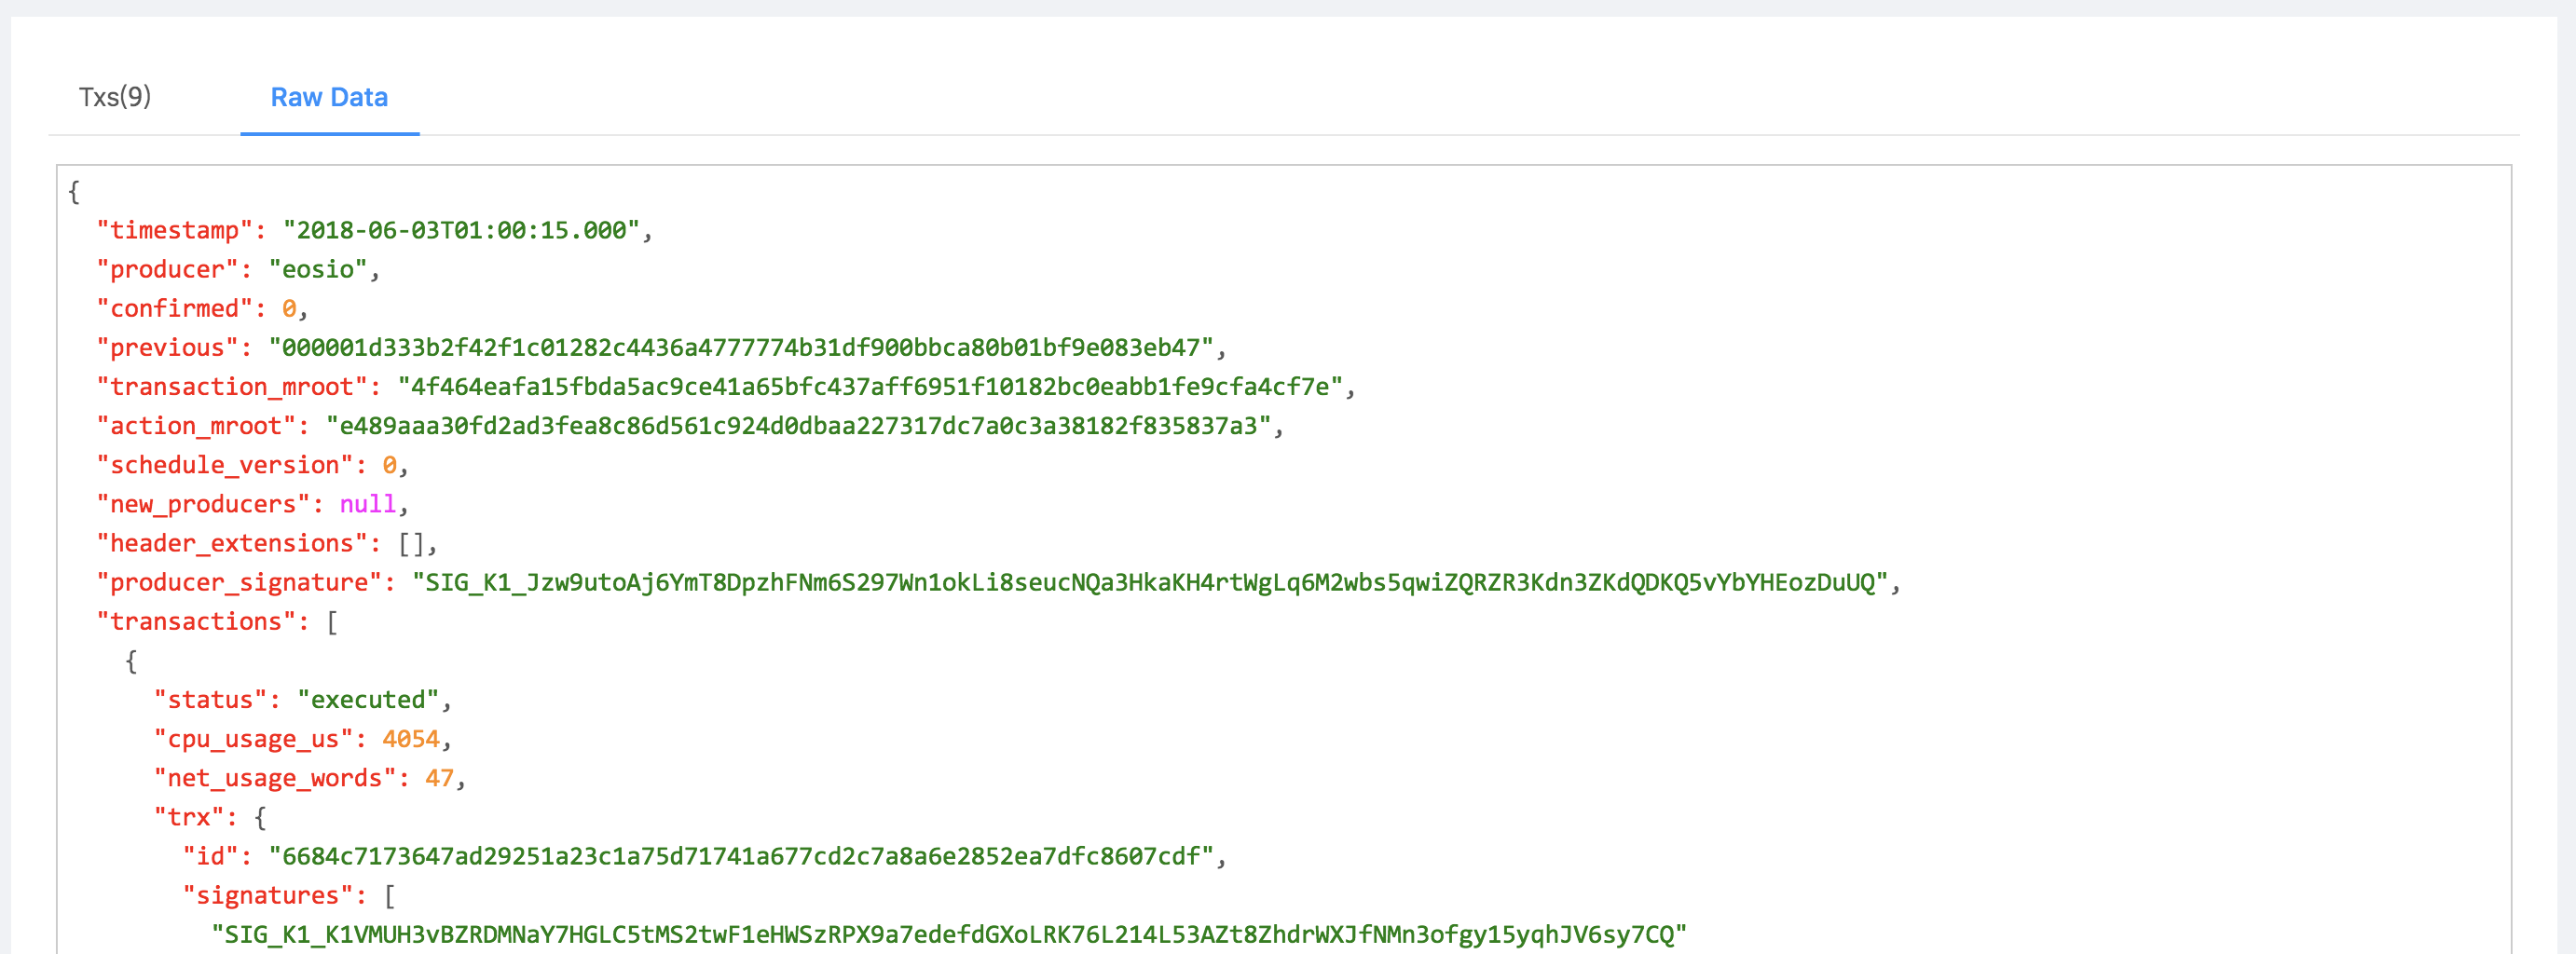 Txs(9) Raw Data
{
"timestamp": "2018-06-03T01:00:15.000",
"producer": "eosio",
"confirmed": 0,
"previous": "000001d333b2f42f1c01282c4436a4777774b31df900bbca80b01bf9e083eb47",
"transaction_mroot": "4f464eafa15fbda5ac9ce41a65bfc437aff6951f10182bc0eabb1fe9cfa4cf7e",
"action_mroot": "e489aaa30fd2ad3fea8c86d561c924d0dbaa227317dc7a0c3a38182f835837a3",
"schedule_version": 0,
"new_producers": null,
"header_extensions": [],
"producer_signature": "SIG_K1_Jzw9utoAj6YmT8DpzhFNm6S297Wn1okLi8seucNQa3HkaKH4rtWgLq6M2wbs5qwiZQRZR3Kdn3ZKdQDKQ5vYbYHEozDuUQ",
"transactions": [
{
"status": "executed",
"cpu_usage_us": 4054,
"net_usage_words": 47,
"trx": {
"id": "6684c7173647ad29251a23c1a75d71741a677cd2c7a8a6e2852ea7dfc8607cdf",
"signatures": [
"SIG_K1_K1VMUH3vBZRDMNaY7HGLC5tMS2twF1eHWSzRPX9a7edefdGXoLRK76L214L53AZt8ZhdrWXJfNMn3ofgy15yqhJV6sy7CQ"